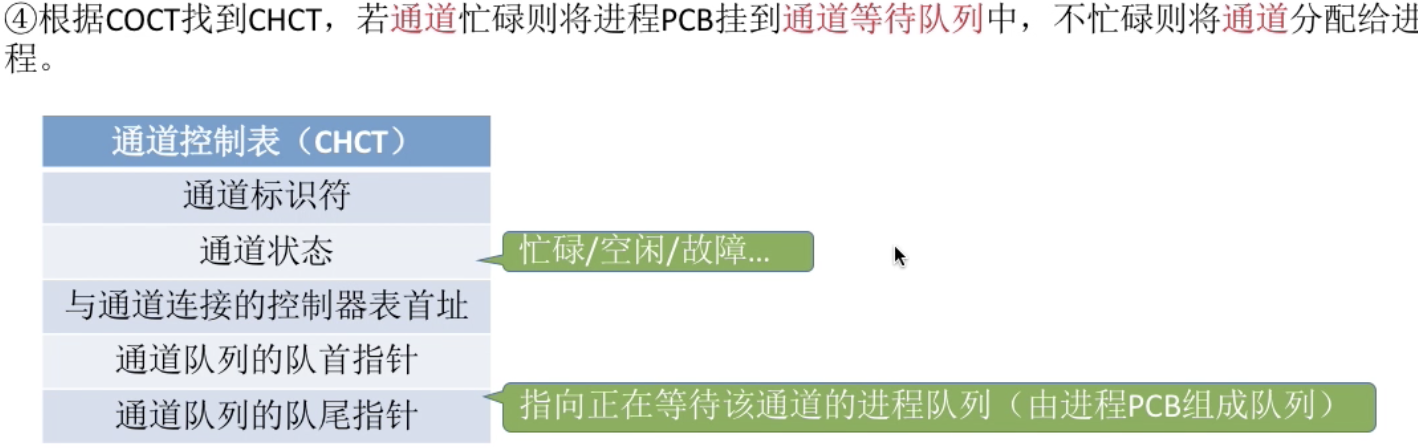 ④根据COCT找到CHCT，若通道忙碌则将进程PCB挂到通道等待队列中，不忙碌则将通道分配给进
程。
通道控制表（CHCT）
通道标识符
通道状态
忙碌/空闲/故障...
与通道连接的控制器表首址
通道队列的队首指针
通道队列的队尾指针
指向正在等待该通道的进程队列（由进程PCB组成队列）